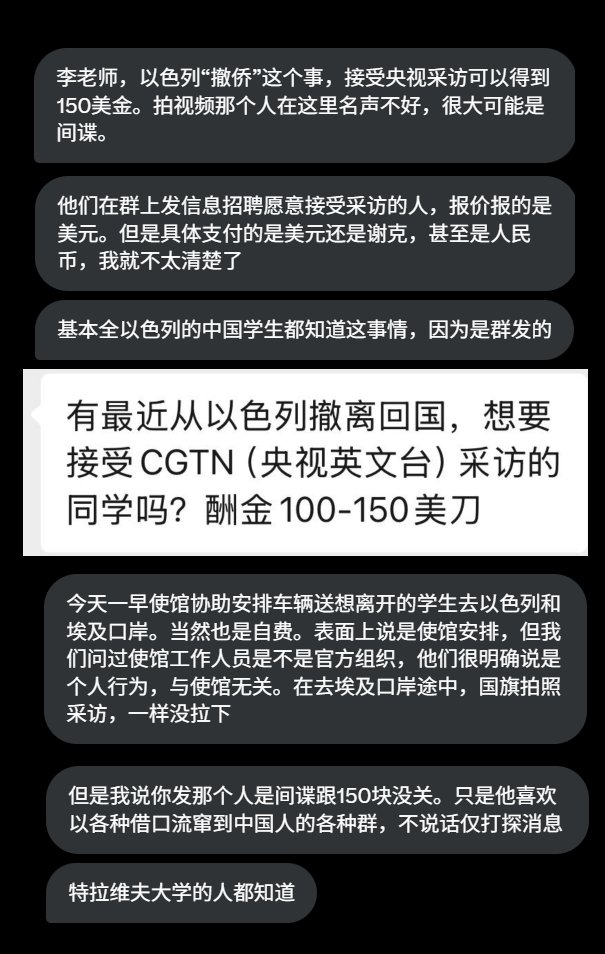 李老师，以色列“撤侨”这个事，接受央视采访可以得到
150美金。拍视频那个人在这里名声不好，很大可能是
间谍。
他们在群上发信息招聘愿意接受采访的人，报价报的是
美元。但是具体支付的是美元还是谢克，甚至是人民
币，我就不太清楚了
基本全以色列的中国学生都知道这事情，因为是群发的
有最近从以色列撤离回国，想要
接受CGTN（央视英文台）采访的
同学吗？酬金100-150美刀
今天一早使馆协助安排车辆送想离开的学生去以色列和
埃及口岸。当然也是自费。表面上说是使馆安排，但我
们问过使馆工作人员是不是官方组织，他们很明确说是
个人行为，与使馆无关。在去埃及口岸途中，国旗拍照
采访，一样没拉下
但是我说你发那个人是间谍跟150块没关。只是他喜欢
以各种借口流窜到中国人的各种群，不说话仅打探消息
特拉维夫大学的人都知道